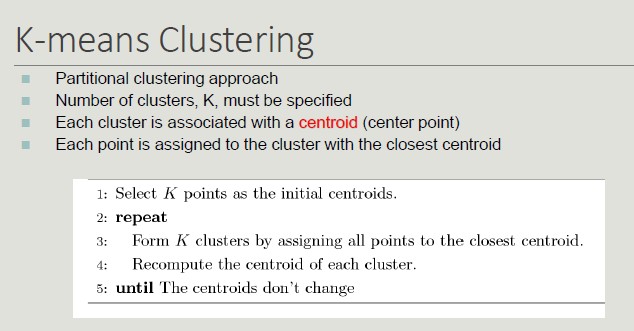 K-means Clustering
Partitional clustering approach
Number of clusters, K, must be specified
Each cluster is associated with a centroid (center point)
Each point is assigned to the cluster with the closest centroid
1: Select K points as the initial centroids.
2: repeat
3: Form K clusters by assigning all points to the closest centroid.
4: Recompute the centroid of each cluster.
5: until The centroids don't change